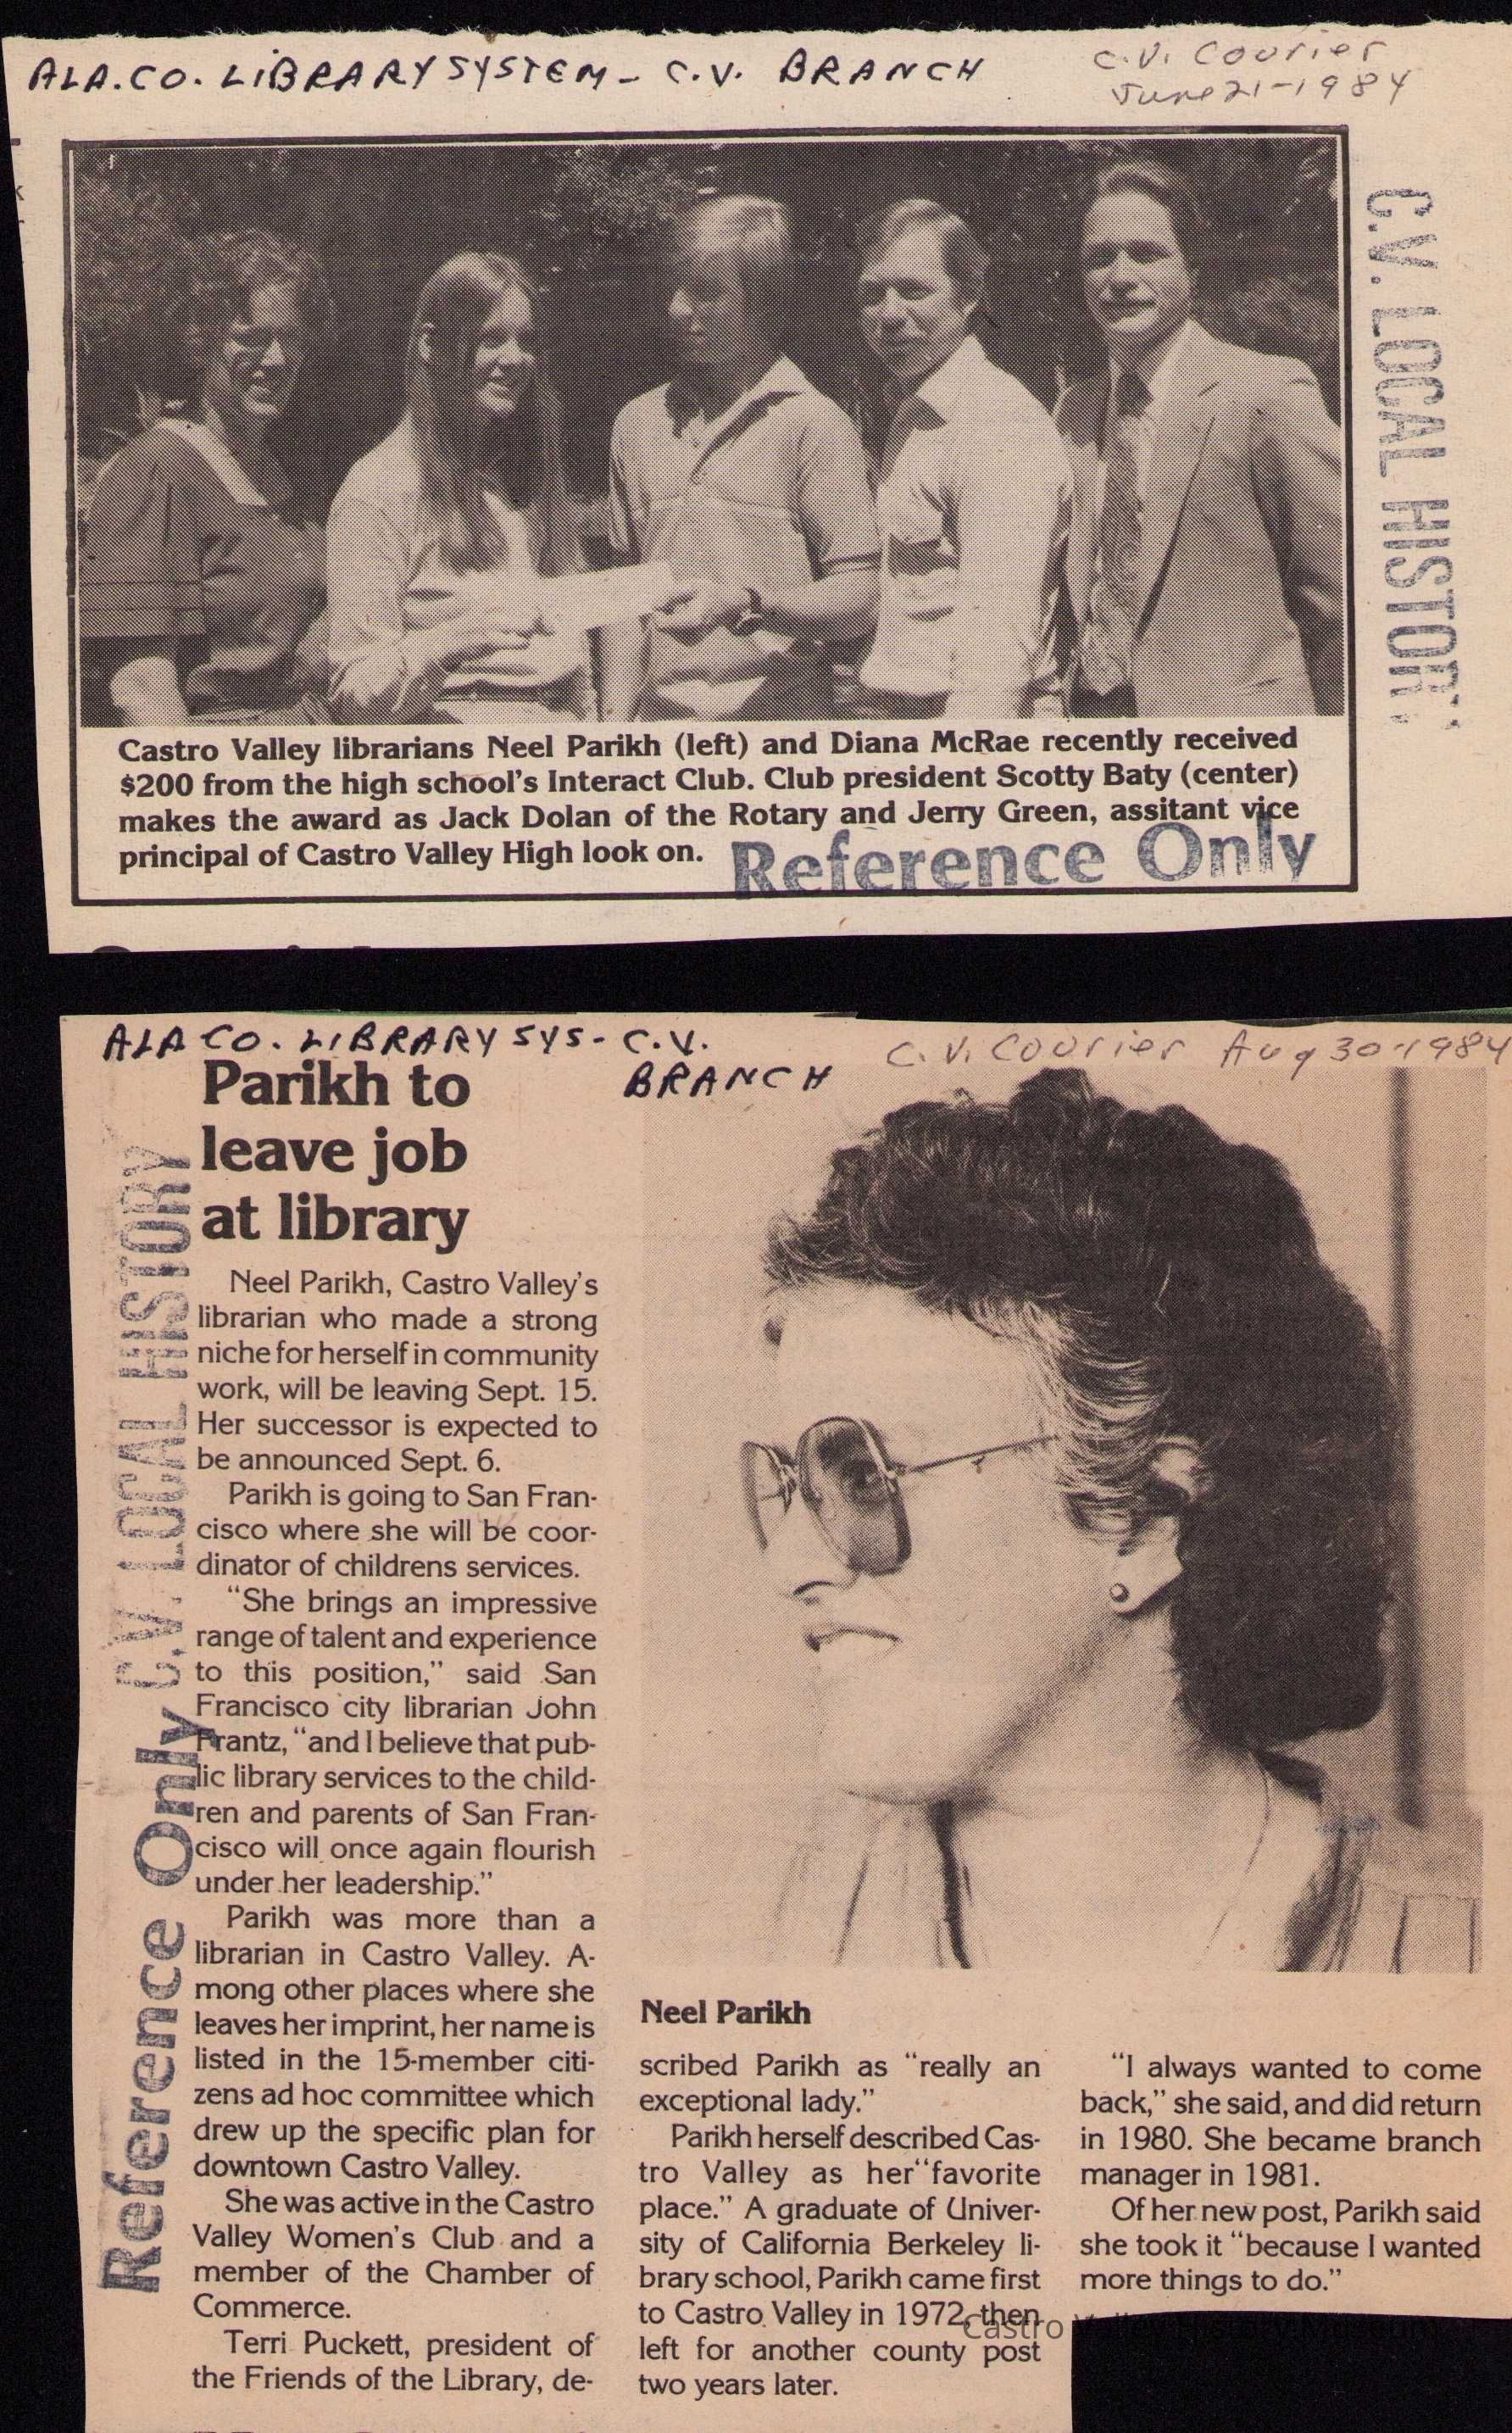 ALA.CO. LIBRARY SYSTEM - C.V. BRANCH
C.V. Courier
June 21-1984
C.V. LOCAL HISTORY
Castro Valley librarians Neel Parikh (left) and Diana McRae recently received
$200 from the high school's Interact Club. Club president Scotty Baty (center)
makes the award as Jack Dolan of the Rotary and Jerry Green, assitant vice
principal of Castro Valley High look on.
Reference Only
ALA CO. LIBRARY SYS- C.V.
BRANCH
C.V. Courier Aug 30-1984
Parikh to
leave job
at library
C.V. LOCAL HISTORY
Reference Only
Neel Parikh, Castro Valley's
librarian who made a strong
niche for herself in community
work, will be leaving Sept. 15.
Her successor is expected to
be announced Sept. 6.
Parikh is going to San Fran-
cisco where she will be coor-
dinator of childrens services.
"She brings an impressive
range of talent and experience
to this position," said San
Francisco city librarian John
Frantz, "and I believe that pub-
lic library services to the child-
ren and parents of San Fran-
cisco will once again flourish
under her leadership."
Parikh was more than a
librarian in Castro Valley. A-
mong other places where she
leaves her imprint, her name is
listed in the 15-member citi-
zens ad hoc committee which
drew up the specific plan for
downtown Castro Valley.
She was active in the Castro
Valley Women's Club and a
member of the Chamber of
Commerce.
Terri Puckett, president of
the Friends of the Library, de-
Neel Parikh
scribed Parikh as "really an
exceptional lady."
Parikh herself described Cas-
tro Valley as her "favorite
place." A graduate of Univer-
sity of California Berkeley li-
brary school, Parikh came first
to Castro Valley in 1972, then
left for another county post
two years later.
"I always wanted to come
back," she said, and did return
in 1980. She became branch
manager in 1981.
Of her new post, Parikh said
she took it "because I wanted
more things to do."
Castro Valley History Museum